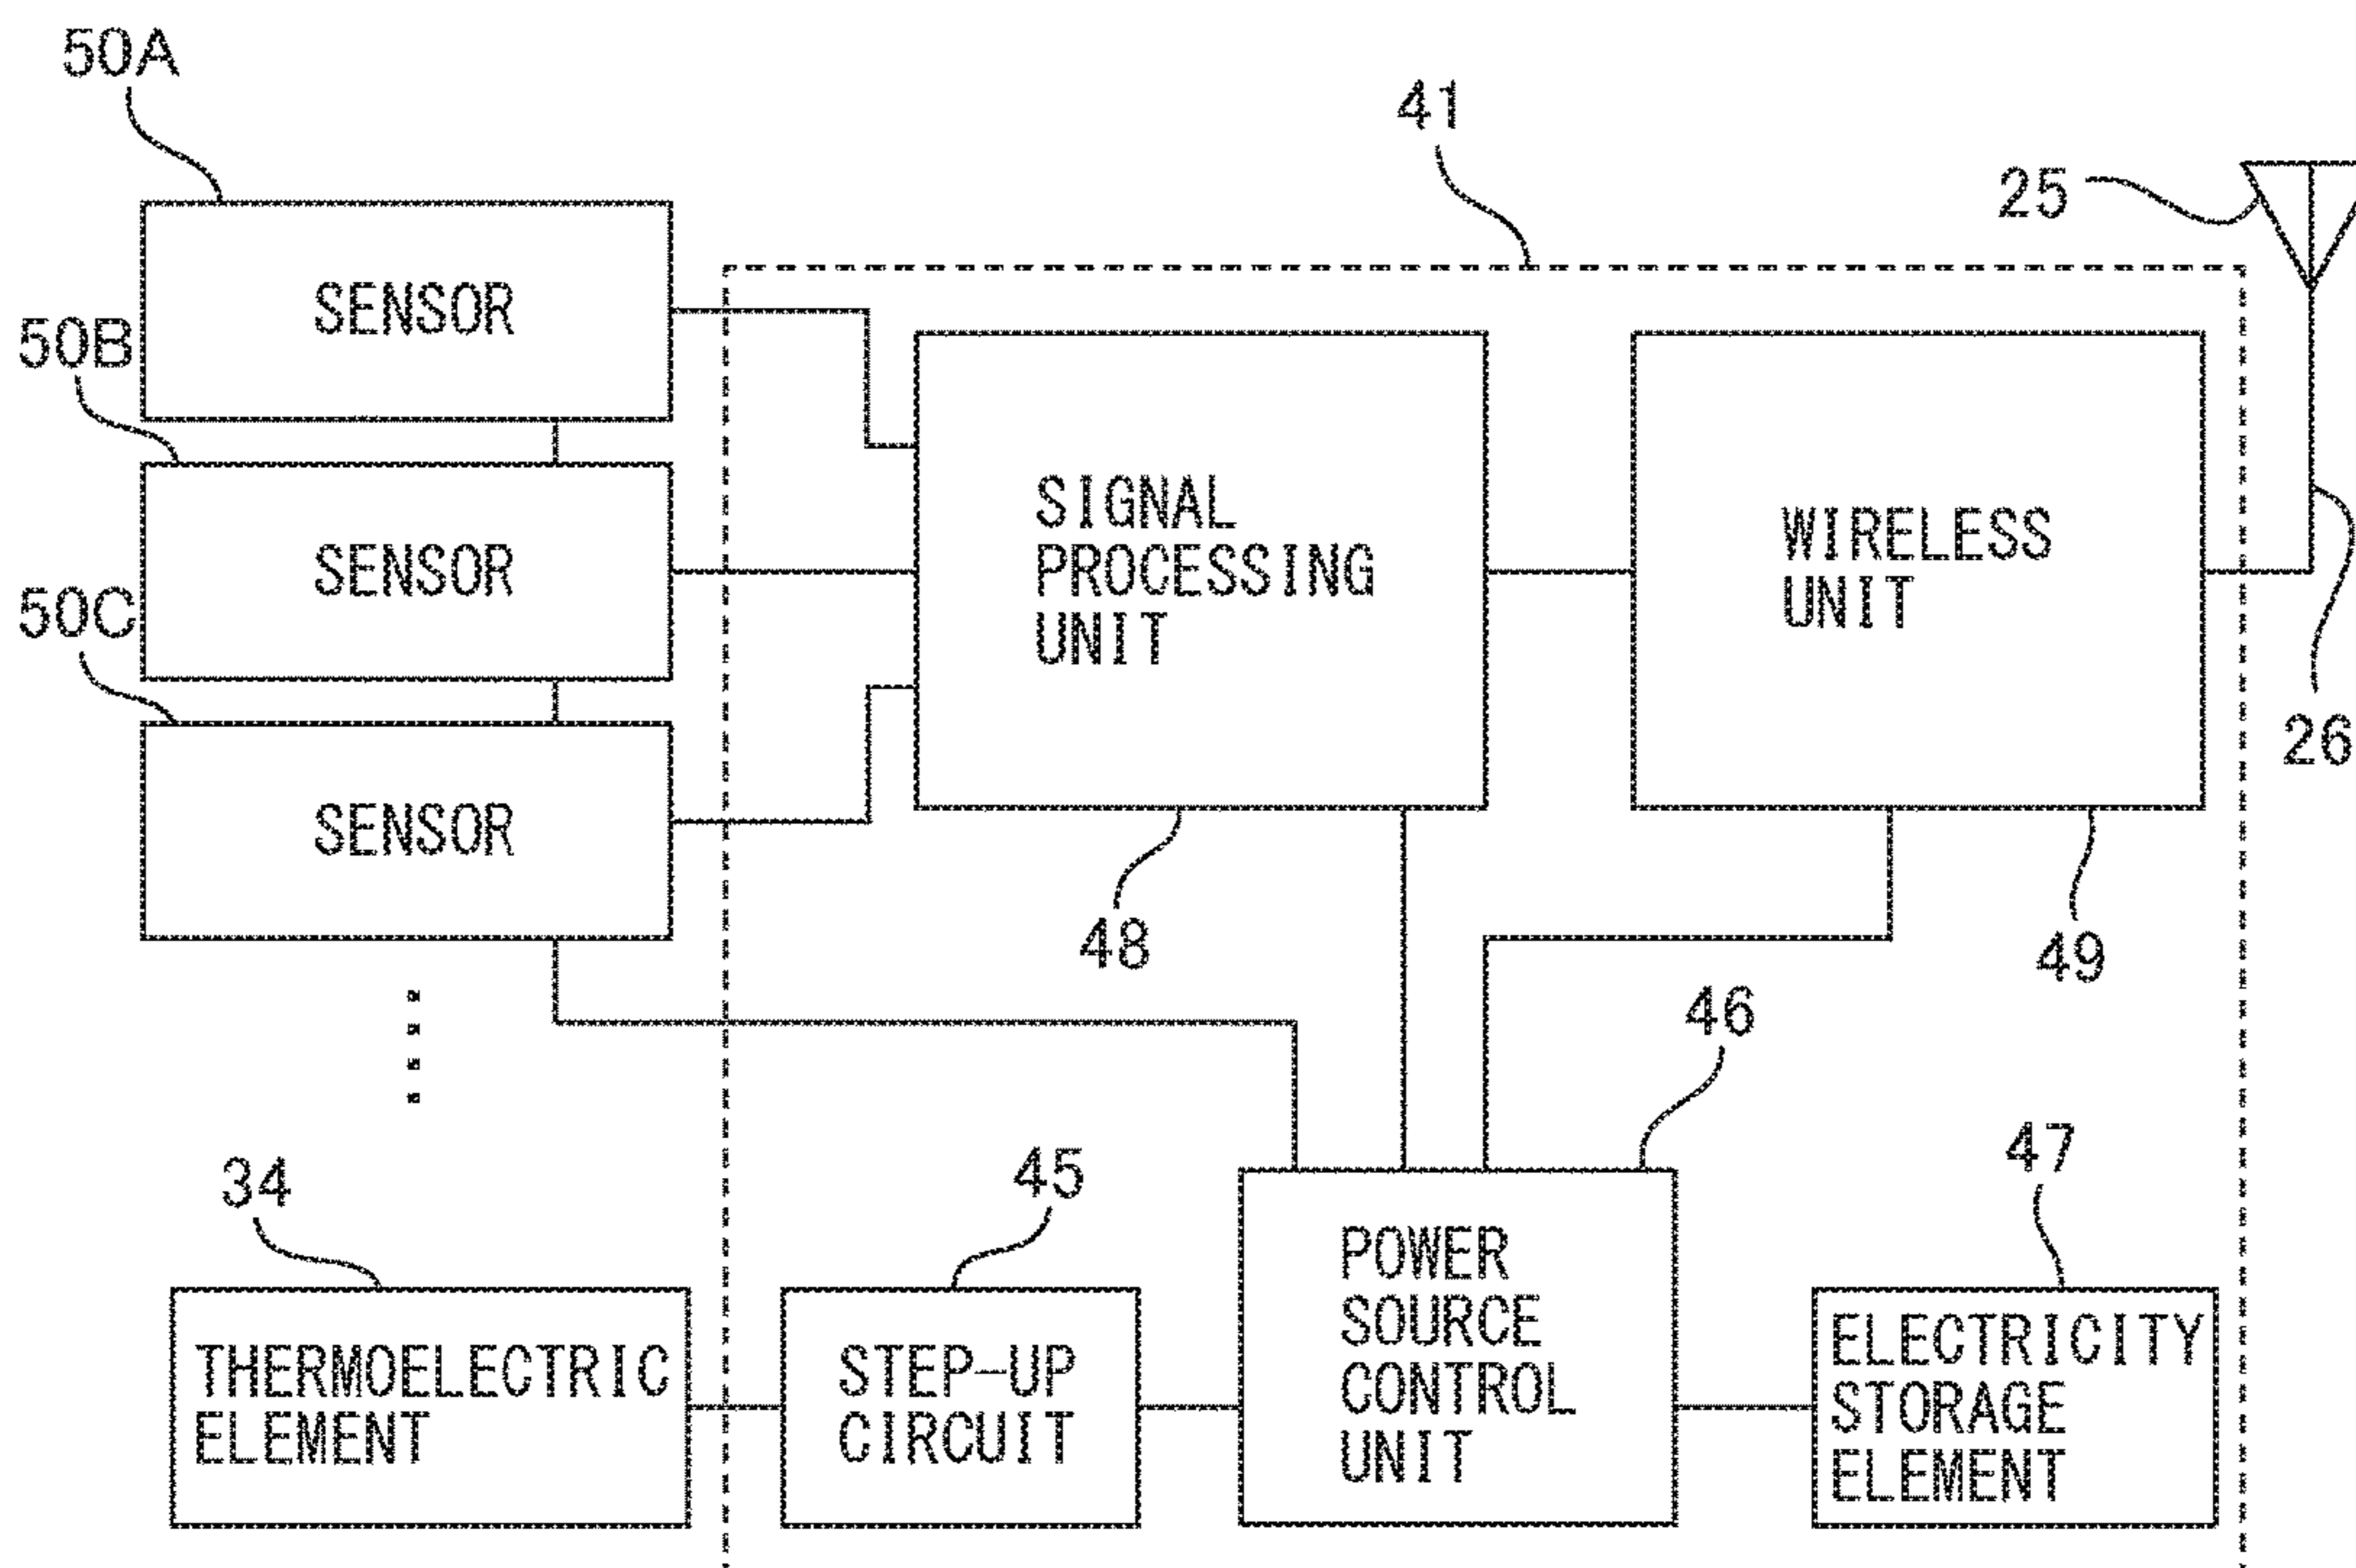 50A
41
25
SENSOR
50B
SIGNAL
PROCESSING
UNIT
WIRELESS
UNIT
SENSOR
50C
26
SENSOR
48
49
46
47
34
45
POWER
SOURCE
CONTROL
UNIT
THERMOELECTRIC
ELEMENT
STEP-UP
CIRCUIT
ELECTRICITY
STORAGE
ELEMENT